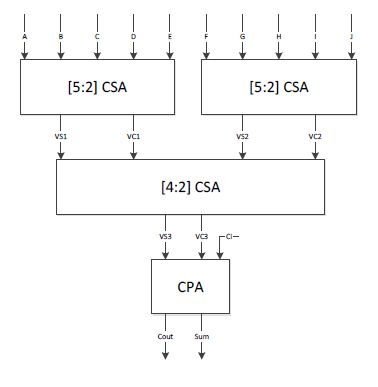 A B C D E F G H I J
[5:2] CSA [5:2] CSA
VS1 VC1 VS2 VC2
[4:2] CSA
VS3 VC3 CI
CPA
Cout Sum